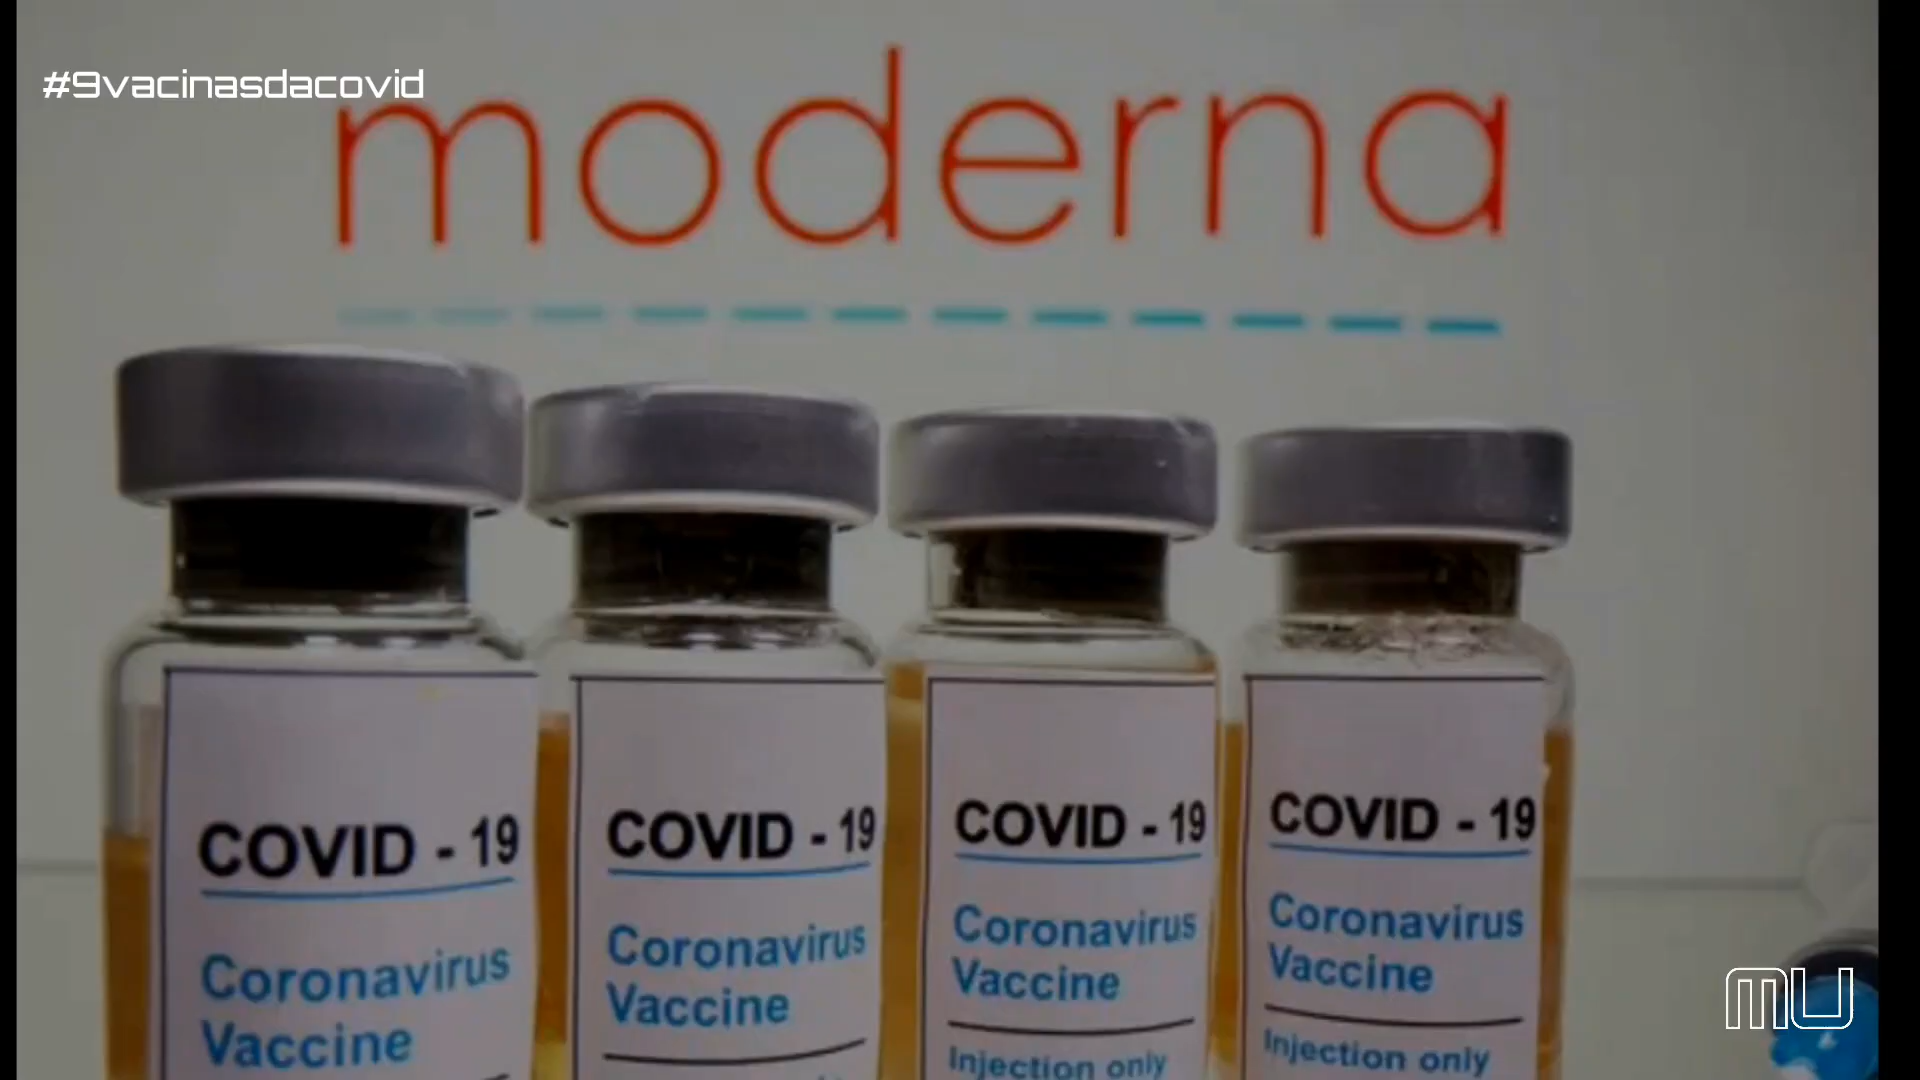 #9vacinasdacovid
moderna
COVID - 19
Coronavirus
Vaccine
COVID - 19
Coronavirus
Vaccine
COVID - 19
Coronavirus
Vaccine
Injection only
COVID - 19
Coronavirus
Vaccine
Injection only
MU